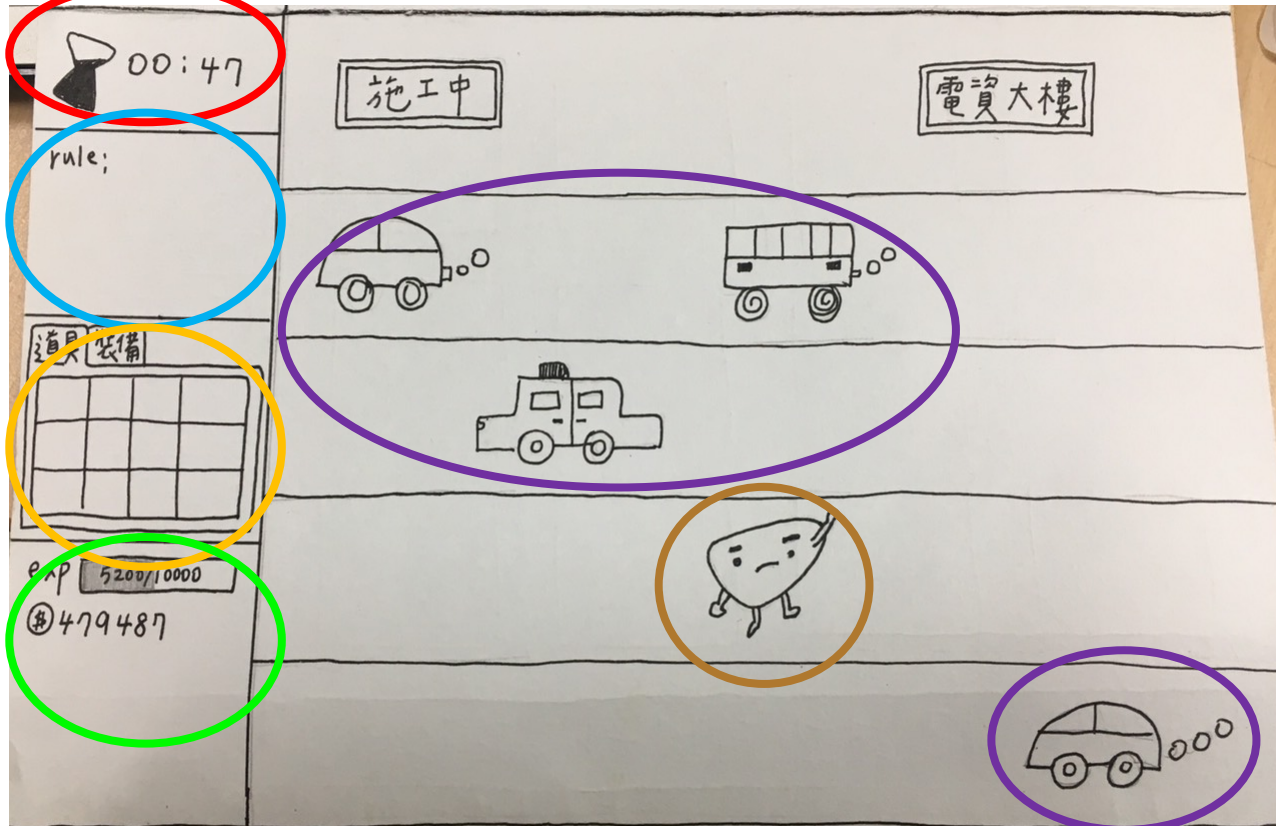 00:47
rule;
道具 裝備
exp 5200/10000
$479487
施工中
電資大樓